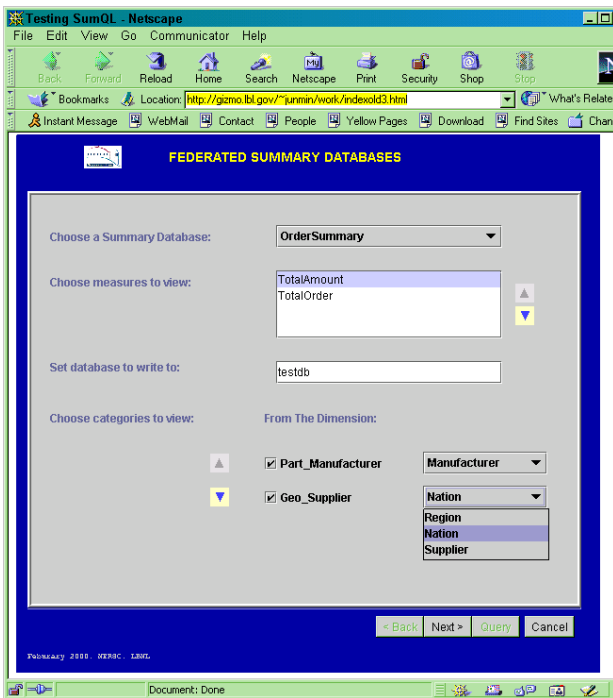 Testing SumQL - Netscape
File Edit View Go Communicator Help
Back Forward Reload Home Search Netscape Print Security Shop Stop
Bookmarks Location: http://gizmo.lbl.gov/~junmin/work/indexold3.html What's Relate
Instant Message WebMail Contact People Yellow Pages Download Find Sites Chan
FEDERATED SUMMARY DATABASES
Choose a Summary Database: OrderSummary
Choose measures to view: TotalAmount
TotalOrder
Set database to write to: testdb
Choose categories to view: From The Dimension:
Part_Manufacturer Manufacturer
Geo_Supplier Nation
Region
Nation
Supplier
< Back Next > Query Cancel
Feburary 2000. NERSC. LBNL
Document: Done